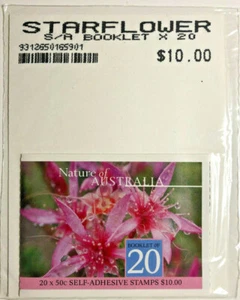 STARFLOWER
S/A BOOKLET X 20
9312650165901
$10.00
Nature of
AUSTRALIA
BOOKLET OF
20
20 x 50c SELF-ADHESIVE STAMPS $10.00